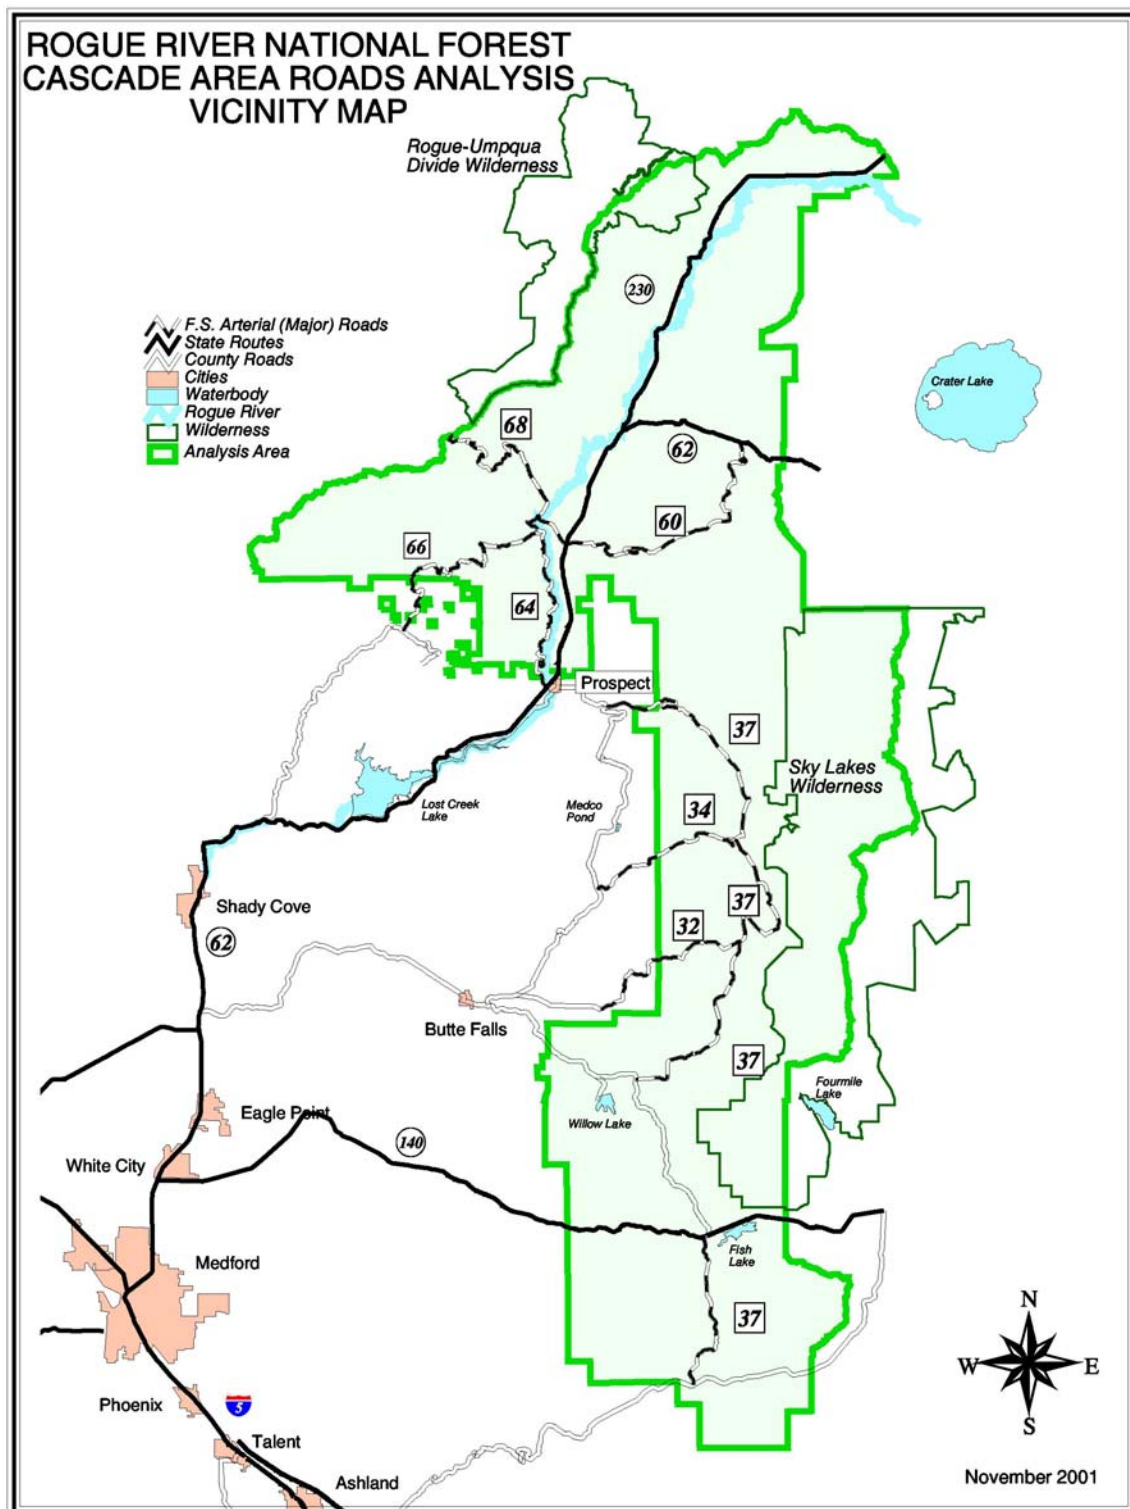 ROGUE RIVER NATIONAL FOREST
CASCADE AREA ROADS ANALYSIS
VICINITY MAP
Rogue-Umpqua
Divide Wilderness
230
F.S. Arterial (Major) Roads
State Routes
County Roads
Cities
Waterbody
Rogue River
Wilderness
Analysis Area
Crater Lake
68
62
60
66
64
Prospect
37
Sky Lakes
Wilderness
Lost Creek
Lake
Medco
Pond
34
37
32
Shady Cove
62
Butte Falls
37
Fourmile
Lake
Willow Lake
Eagle Point
140
White City
Fish
Lake
Medford
37
N
W
E
S
Phoenix
5
Talent
Ashland
November 2001